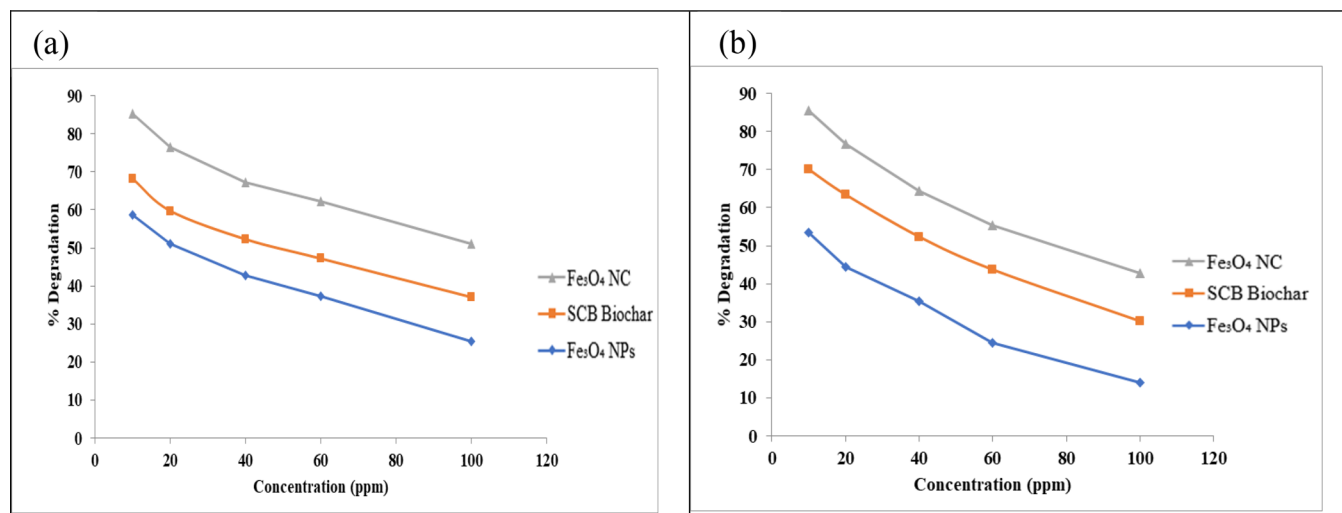 (a)
90
80
70
60
50
40
30
20
10
0
% Degradation
0 20 40 60 80 100 120
Concentration (ppm)
Fe₃O₄ NC
SCB Biochar
Fe₃O₄ NPs
(b)
90
80
70
60
50
40
30
20
10
0
% Degradation
0 20 40 60 80 100 120
Concentration (ppm)
Fe₃O₄ NC
SCB Biochar
Fe₃O₄ NPs